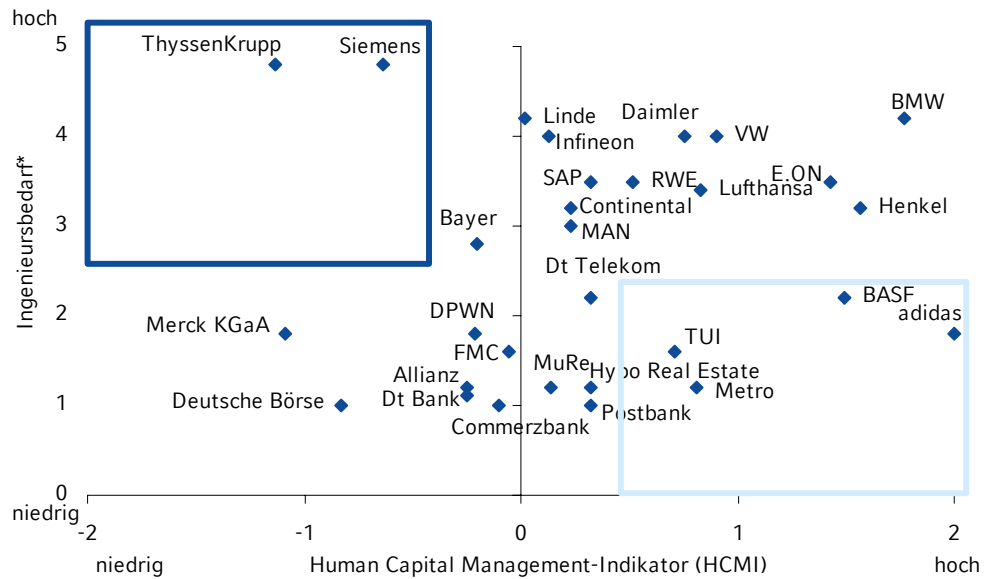 hoch
5
ThyssenKrupp
Siemens
BMW
Linde
Daimler
4
Infineon
VW
SAP
RWE
E.ON
Lufthansa
Continental
Henkel
Bayer
3
MAN
Ingenieursbedarf*
Dt Telekom
BASF
2
adidas
Merck KGaA
DPWN
TUI
FMC
MuRe
Hypo Real Estate
Allianz
Metro
Deutsche Börse
Dt Bank
1
Postbank
Commerzbank
0
niedrig
-2 -1 0 1 2
niedrig Human Capital Management-Indikator (HCMI) hoch